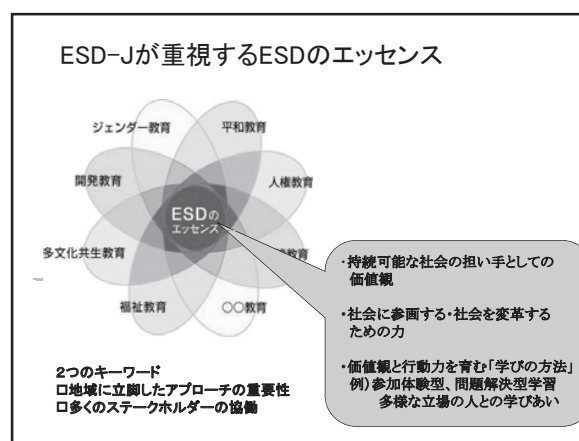 ESD-Jが重視するESDのエッセンス
ジェンダー教育
平和教育
開発教育
人権教育
ESDの
エッセンス
多文化共生教育
教育
福祉教育
〇〇教育
・持続可能な社会の担い手としての
価値観
・社会に参画する・社会を変革する
ための力
・価値観と行動力を育む「学びの方法」
例）参加体験型、問題解決型学習
多様な立場の人との学びあい
2つのキーワード
□地域に立脚したアプローチの重要性
□多くのステークホルダーの協働